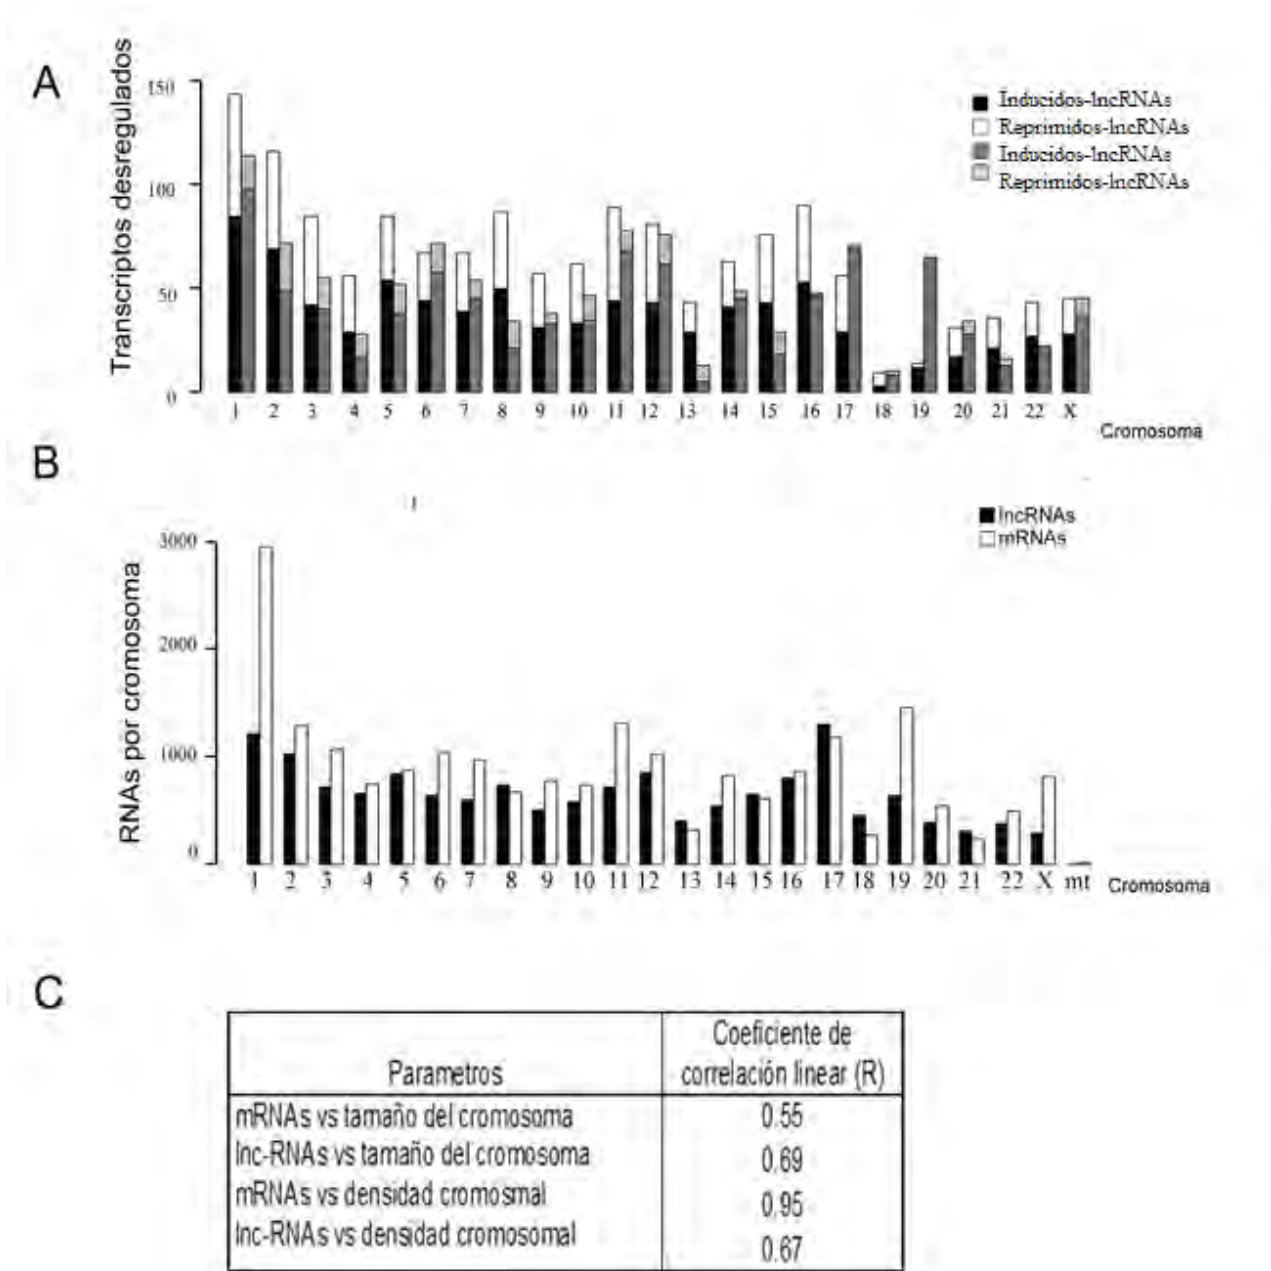 A
Transcriptos desregulados
150
100
50
0
Inducidos-lncRNAs
Reprimidos-lncRNAs
Inducidos-lncRNAs
Reprimidos-lncRNAs
1 2 3 4 5 6 7 8 9 10 11 12 13 14 15 16 17 18 19 20 21 22 X
Cromosoma
B
RNAs por cromosoma
3000
2000
1000
0
lncRNAs
mRNAs
1 2 3 4 5 6 7 8 9 10 11 12 13 14 15 16 17 18 19 20 21 22 X mt
Cromosoma
C
Parametros
Coeficiente de
correlación linear (R)
mRNAs vs tamaño del cromosoma 0.55
lnc-RNAs vs tamaño del cromosoma 0.69
mRNAs vs densidad cromosmal 0.95
lnc-RNAs vs densidad cromosomal 0.67